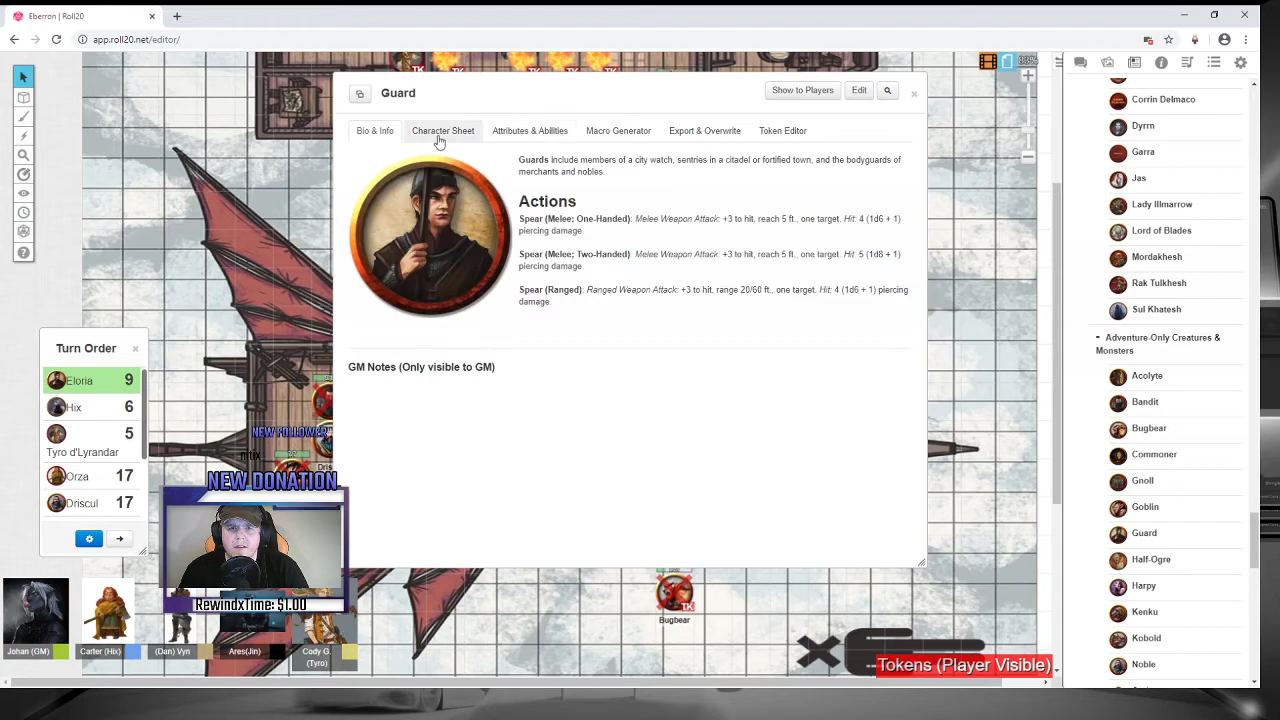 Eberron | Roll20
app.roll20.net/editor/
83%
Guard
Show to Players
Edit
Bio & Info
Character Sheet
Attributes & Abilities
Macro Generator
Export & Overwrite
Token Editor
Guards include members of a city watch, sentries in a citadel or fortified town, and the bodyguards of
merchants and nobles.
Actions
Spear (Melee; One-Handed): Melee Weapon Attack: +3 to hit, reach 5 ft., one target. Hit: 4 (1d6 + 1)
piercing damage.
Spear (Melee; Two-Handed): Melee Weapon Attack: +3 to hit, reach 5 ft., one target. Hit: 5 (1d8 + 1)
piercing damage.
Spear (Ranged): Ranged Weapon Attack: +3 to hit, range 20/60 ft., one target. Hit: 4 (1d6 + 1) piercing
damage.
GM Notes (Only visible to GM)
Turn Order
Eloria 9
Hix 6
5
Tyro d'Lyrandar
Orza 17
Driscul 17
NEW FOLLOWER
NEW DONATION
RewindxTime: $1.00
Johan (GM)
Carter (Hix)
(Dan) Vyn
Ares(Jin)
Cody G.
(Tyro)
TK
TK
Bugbear
Tokens (Player Visible)
Corrin Delmaco
Dyrrn
Garra
Jas
Lady Illmarrow
Lord of Blades
Mordakhesh
Rak Tulkhesh
Sul Khatesh
Adventure-Only Creatures &
Monsters
Acolyte
Bandit
Bugbear
Commoner
Gnoll
Goblin
Guard
Half-Ogre
Harpy
Kenku
Kobold
Noble